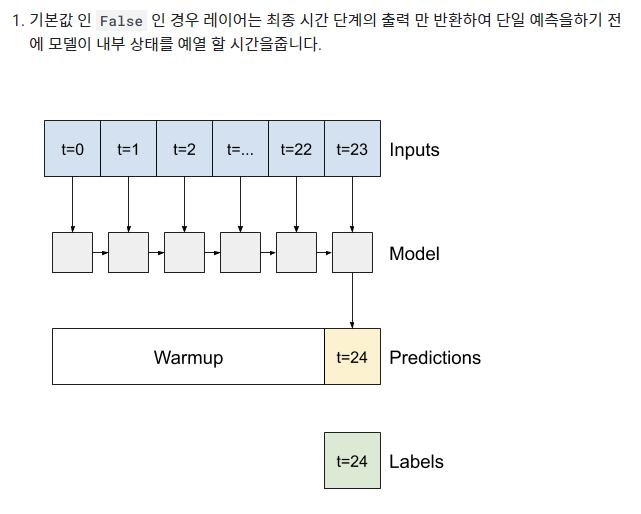 1. 기본값 인 False 인 경우 레이어는 최종 시간 단계의 출력 만 반환하여 단일 예측을하기 전
에 모델이 내부 상태를 예열 할 시간을줍니다.
t=0 t=1 t=2 t=... t=22 t=23 Inputs
Model
Warmup t=24 Predictions
t=24 Labels